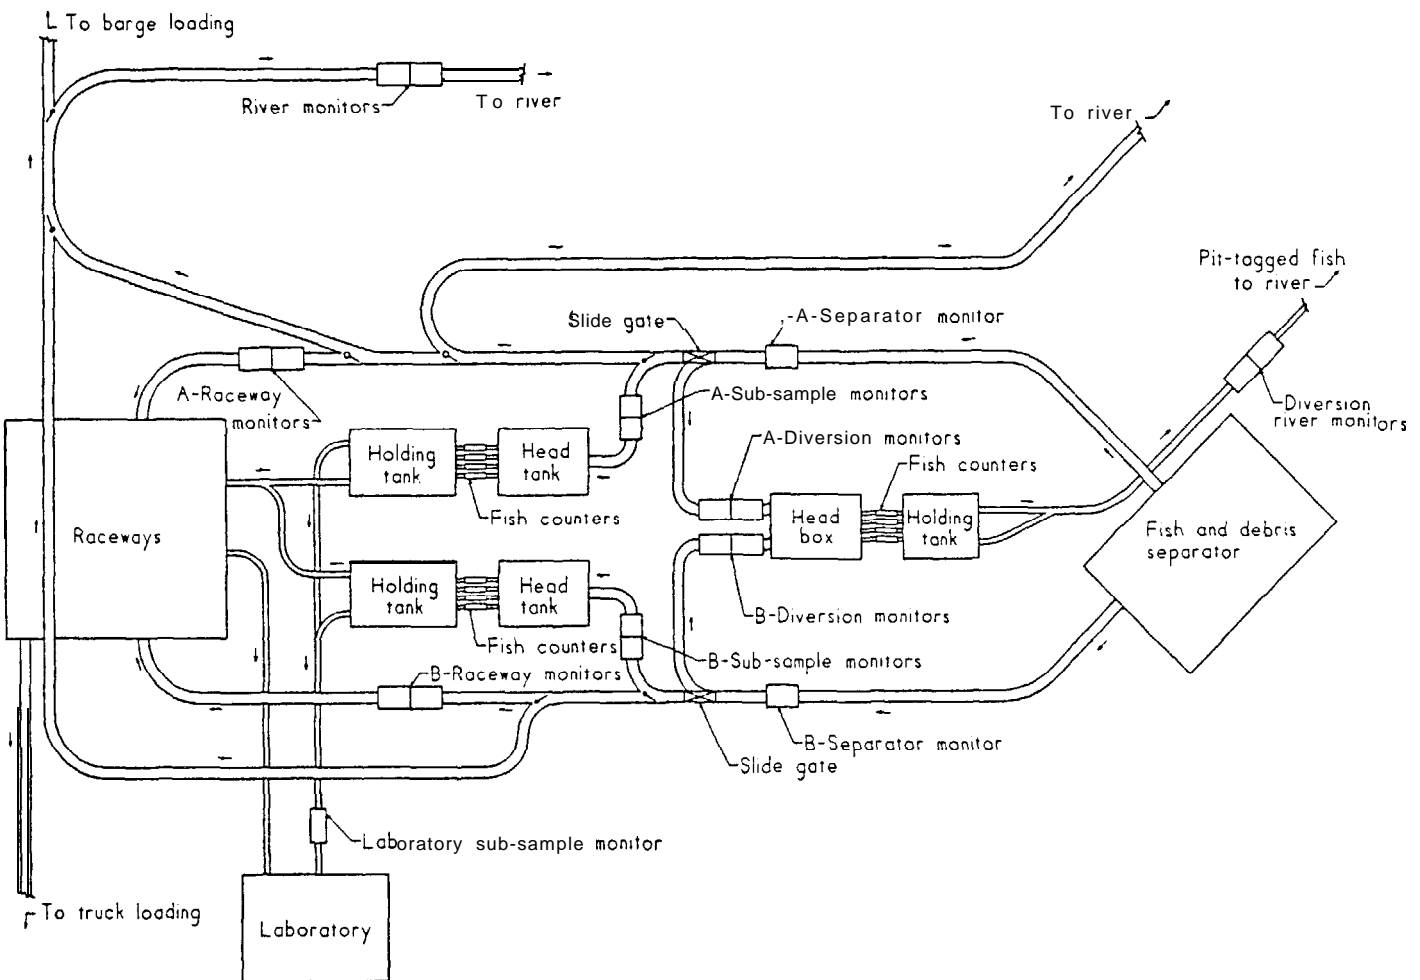 To barge loading
River monitors
To river
To river
Pit-tagged fish
to river
Slide gate
A-Separator monitor
A-Raceway
monitors
A-Sub-sample monitors
Diversion
river monitors
A-Diversion monitors
Holding
tank
Head
tank
Fish counters
Fish counters
Raceways
Head
box
Holding
tank
Fish and debris
separator
Holding
tank
Head
tank
B-Diversion monitors
Fish counters
B-Sub-sample monitors
B-Raceway monitors
B-Separator monitor
Slide gate
Laboratory sub-sample monitor
To truck loading
Laboratory